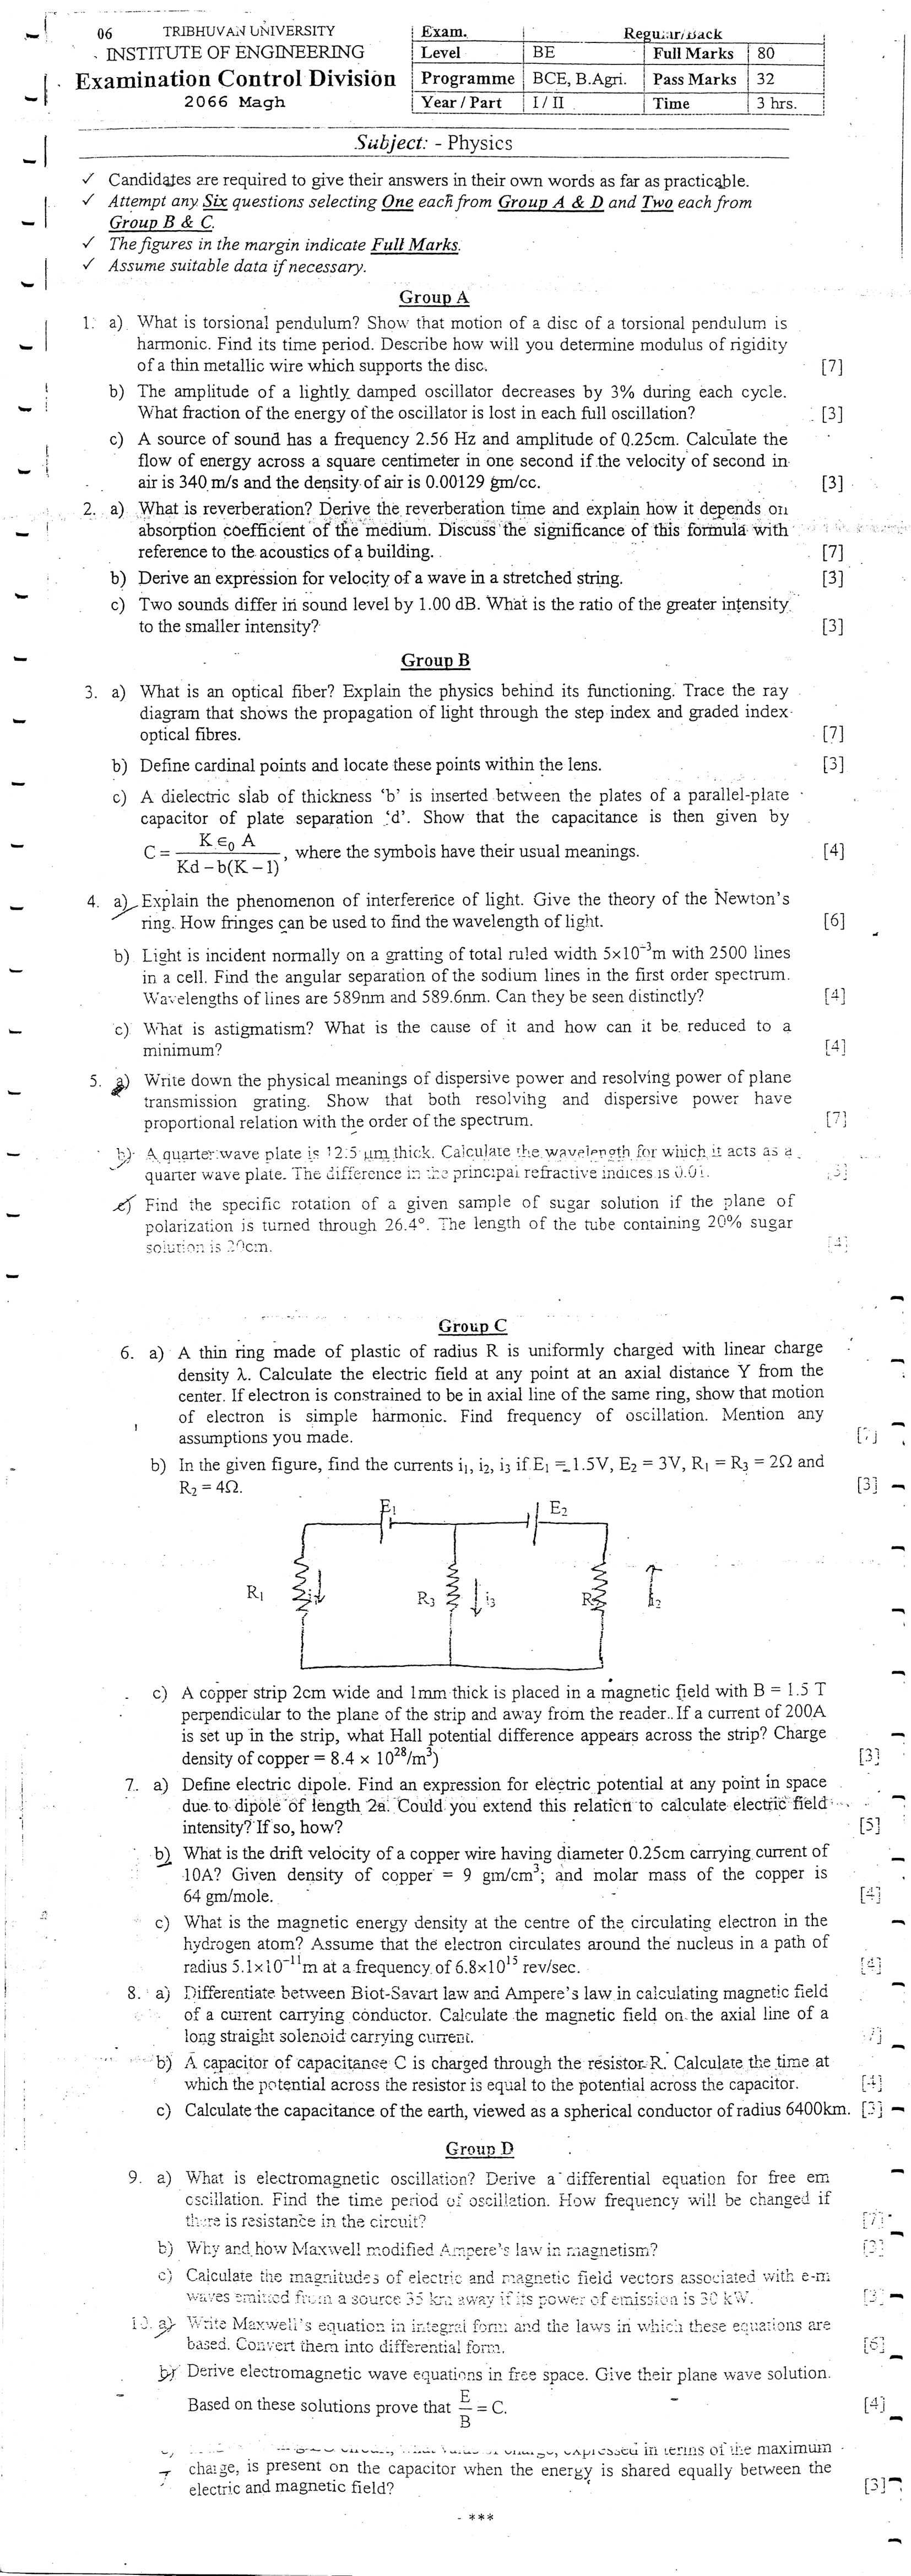 06 TRIBHUVAN UNIVERSITY
INSTITUTE OF ENGINEERING
Examination Control Division
2066 Magh
Exam. Regular/Back
Level BE Full Marks 80
Programme BCE, B.Agri. Pass Marks 32
Year / Part I / II Time 3 hrs.
Subject: - Physics
✓ Candidates are required to give their answers in their own words as far as practicable.
✓ Attempt any Six questions selecting One each from Group A & D and Two each from
Group B & C.
✓ The figures in the margin indicate Full Marks.
✓ Assume suitable data if necessary.
Group A
1. a) What is torsional pendulum? Show that motion of a disc of a torsional pendulum is
harmonic. Find its time period. Describe how will you determine modulus of rigidity
of a thin metallic wire which supports the disc. [7]
b) The amplitude of a lightly damped oscillator decreases by 3% during each cycle.
What fraction of the energy of the oscillator is lost in each full oscillation? [3]
c) A source of sound has a frequency 2.56 Hz and amplitude of 0.25cm. Calculate the
flow of energy across a square centimeter in one second if the velocity of second in
air is 340 m/s and the density of air is 0.00129 gm/cc. [3]
2. a) What is reverberation? Derive the reverberation time and explain how it depends on
absorption coefficient of the medium. Discuss the significance of this formula with
reference to the acoustics of a building. [7]
b) Derive an expression for velocity of a wave in a stretched string. [3]
c) Two sounds differ in sound level by 1.00 dB. What is the ratio of the greater intensity
to the smaller intensity? [3]
Group B
3. a) What is an optical fiber? Explain the physics behind its functioning. Trace the ray
diagram that shows the propagation of light through the step index and graded index
optical fibres. [7]
b) Define cardinal points and locate these points within the lens. [3]
c) A dielectric slab of thickness ‘b’ is inserted between the plates of a parallel-plate
capacitor of plate separation ‘d’. Show that the capacitance is then given by
C = K ∈0 A / Kd – b(K – 1), where the symbols have their usual meanings. [4]
4. a) Explain the phenomenon of interference of light. Give the theory of the Newton's
ring. How fringes can be used to find the wavelength of light. [6]
b) Light is incident normally on a gratting of total ruled width 5×10⁻³m with 2500 lines
in a cell. Find the angular separation of the sodium lines in the first order spectrum.
Wavelengths of lines are 589nm and 589.6nm. Can they be seen distinctly? [4]
c) What is astigmatism? What is the cause of it and how can it be reduced to a
minimum? [4]
5. a) Write down the physical meanings of dispersive power and resolving power of plane
transmission grating. Show that both resolving and dispersive power have
proportional relation with the order of the spectrum. [7]
b) A quarter wave plate is 12.5 μm thick. Calculate the wavelength for which it acts as a
quarter wave plate. The difference in the principal refractive indices is 0.01. [3]
c) Find the specific rotation of a given sample of sugar solution if the plane of
polarization is turned through 26.4°. The length of the tube containing 20% sugar
solution is 20cm. [4]
Group C
6. a) A thin ring made of plastic of radius R is uniformly charged with linear charge
density λ. Calculate the electric field at any point at an axial distance Y from the
center. If electron is constrained to be in axial line of the same ring, show that motion
of electron is simple harmonic. Find frequency of oscillation. Mention any
assumptions you made. [7]
b) In the given figure, find the currents i₁, i₂, i₃ if E₁ = 1.5V, E₂ = 3V, R₁ = R₃ = 2Ω and
R₂ = 4Ω. [3]
E₁ E₂
R₁ R₃ i₃
c) A copper strip 2cm wide and 1mm thick is placed in a magnetic field with B = 1.5 T
perpendicular to the plane of the strip and away from the reader. If a current of 200A
is set up in the strip, what Hall potential difference appears across the strip? Charge
density of copper = 8.4 × 10²⁸/m³) [3]
7. a) Define electric dipole. Find an expression for electric potential at any point in space
due to dipole of length 2a. Could you extend this relation to calculate electric field
intensity? If so, how? [5]
b) What is the drift velocity of a copper wire having diameter 0.25cm carrying current of
10A? Given density of copper = 9 gm/cm³; and molar mass of the copper is
64 gm/mole. [4]
c) What is the magnetic energy density at the centre of the circulating electron in the
hydrogen atom? Assume that the electron circulates around the nucleus in a path of
radius 5.1×10⁻¹¹m at a frequency of 6.8×10¹⁵ rev/sec. [4]
8. a) Differentiate between Biot-Savart law and Ampere's law in calculating magnetic field
of a current carrying conductor. Calculate the magnetic field on the axial line of a
long straight solenoid carrying current.
b) A capacitor of capacitance C is charged through the resistor R. Calculate the time at
which the potential across the resistor is equal to the potential across the capacitor. [4]
c) Calculate the capacitance of the earth, viewed as a spherical conductor of radius 6400km. [3]
Group D
9. a) What is electromagnetic oscillation? Derive a differential equation for free em
oscillation. Find the time period of oscillation. How frequency will be changed if
there is resistance in the circuit? [7]
b) Why and how Maxwell modified Ampere's law in magnetism? [3]
c) Calculate the magnitudes of electric and magnetic field vectors associated with e-m
waves emitted from a source 35 km away if its power of emission is 30 kW. [3]
10. a) Write Maxwell's equation in integral form and the laws in which these equations are
based. Convert them into differential form. [6]
b) Derive electromagnetic wave equations in free space. Give their plane wave solution.
Based on these solutions prove that E / B = C. [4]
expressed in terms of the maximum
charge, is present on the capacitor when the energy is shared equally between the
electric and magnetic field? [3]
- ***